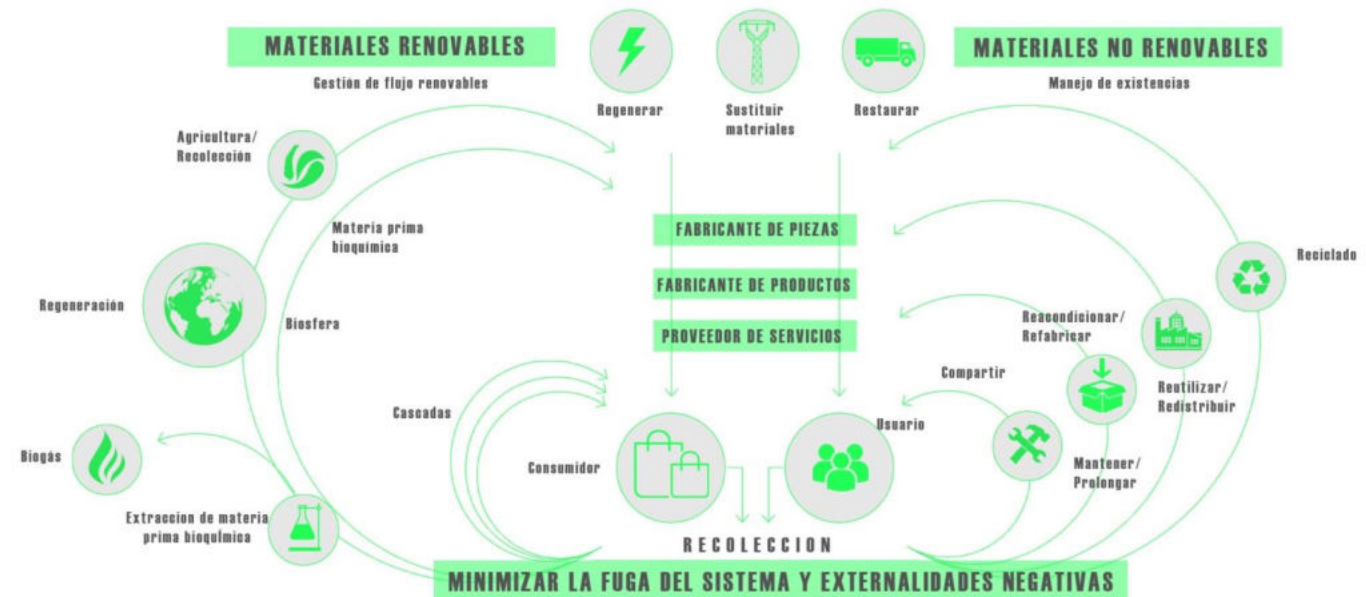 MATERIALES RENOVABLES
Gestión de flujo renovables
Regenerar
Sustituir
materiales
Restaurar
MATERIALES NO RENOVABLES
Manejo de existencias
Agricultura/
Recolección
Materia prima
bioquímica
Regeneración
Biosfera
Biogás
Extraccion de materia
prima bioquímica
Cascadas
FABRICANTE DE PIEZAS
FABRICANTE DE PRODUCTOS
PROVEEDOR DE SERVICIOS
Consumidor
Usuario
Compartir
Reacondicionar/
Refabricar
Reciclado
Reutilizar/
Redistribuir
Mantener/
Prolongar
RECOLECCION
MINIMIZAR LA FUGA DEL SISTEMA Y EXTERNALIDADES NEGATIVAS